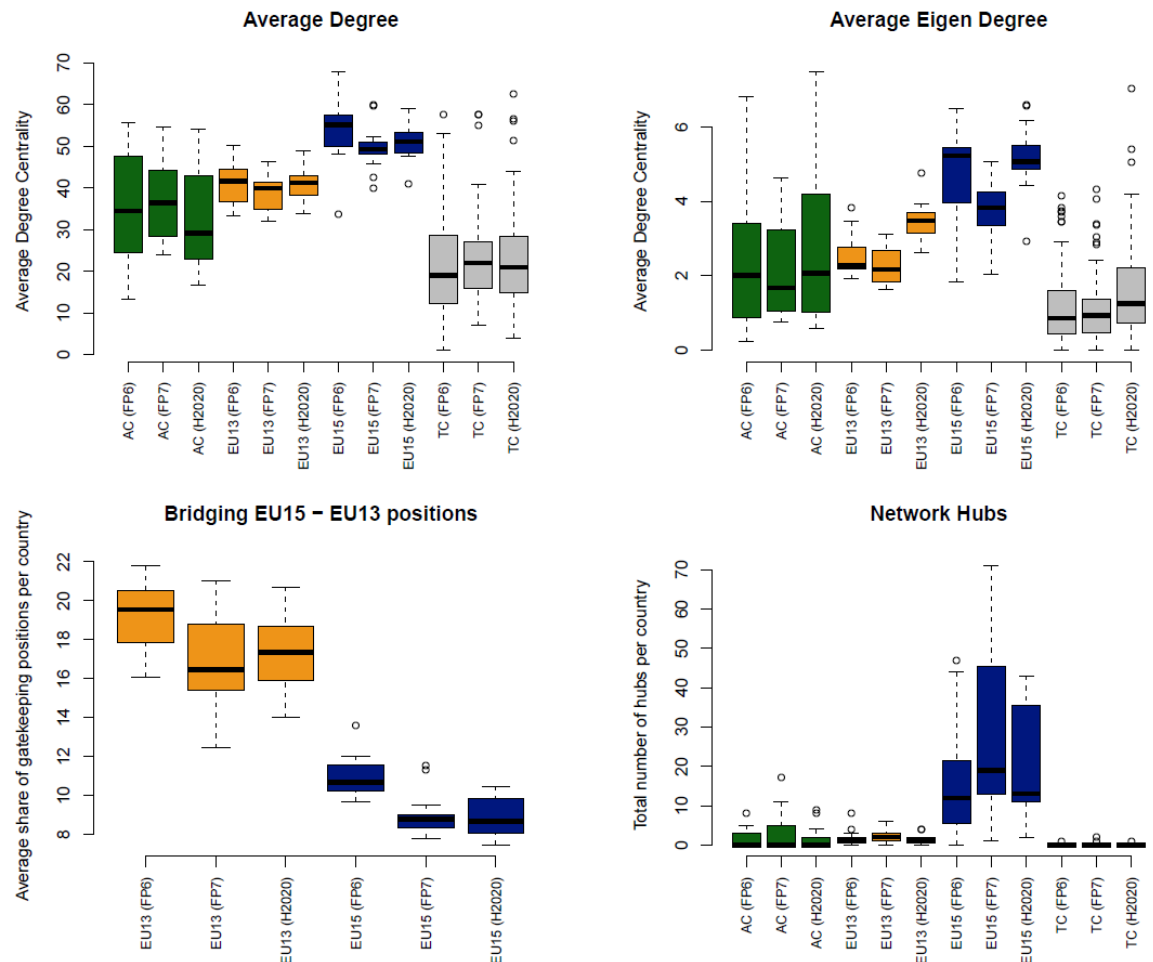 Average Degree
Average Degree Centrality
0 10 20 30 40 50 60 70
AC (FP6)
AC (FP7)
AC (H2020)
EU13 (FP6)
EU13 (FP7)
EU13 (H2020)
EU15 (FP6)
EU15 (FP7)
EU15 (H2020)
TC (FP6)
TC (FP7)
TC (H2020)
Average Eigen Degree
Average Degree Centrality
0 2 4 6
AC (FP6)
AC (FP7)
AC (H2020)
EU13 (FP6)
EU13 (FP7)
EU13 (H2020)
EU15 (FP6)
EU15 (FP7)
EU15 (H2020)
TC (FP6)
TC (FP7)
TC (H2020)
Bridging EU15 − EU13 positions
Average share of gatekeeping positions per country
8 10 12 14 16 18 20 22
EU13 (FP6)
EU13 (FP7)
EU13 (H2020)
EU15 (FP6)
EU15 (FP7)
EU15 (H2020)
Network Hubs
Total number of hubs per country
0 10 20 30 40 50 60 70
AC (FP6)
AC (FP7)
AC (H2020)
EU13 (FP6)
EU13 (FP7)
EU13 (H2020)
EU15 (FP6)
EU15 (FP7)
EU15 (H2020)
TC (FP6)
TC (FP7)
TC (H2020)